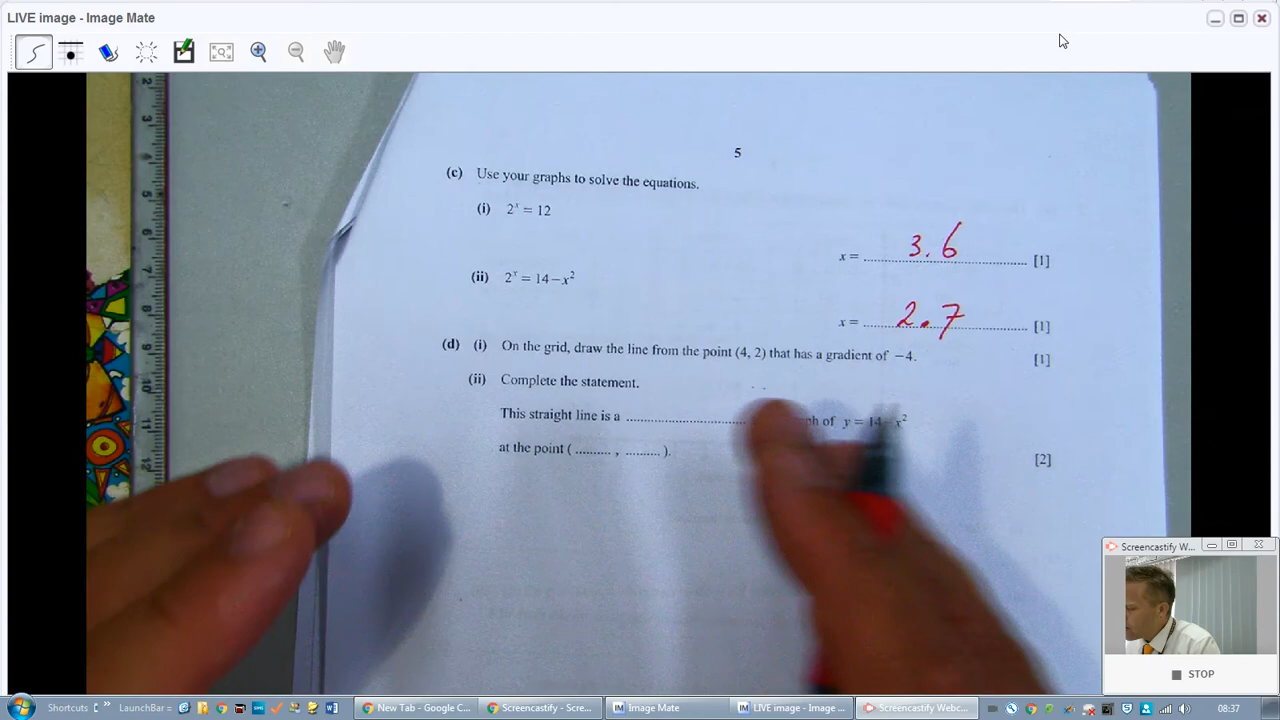 LIVE image - Image Mate
5
(c) Use your graphs to solve the equations.
(i) 2ˣ = 12
x = 3.6 [1]
(ii) 2ˣ = 14 – x²
x = 2.7 [1]
(d) (i) On the grid, draw the line from the point (4, 2) that has a gradient of –4. [1]
(ii) Complete the statement.
This straight line is a .............................. of y = 14 – x²
at the point ( .......... , .......... ).
[2]
Screencastify W...
STOP
Shortcuts
LaunchBar
New Tab - Google C...
Screencastify - Scre...
Image Mate
LIVE image - Image ...
Screencastify Webc...
08:37